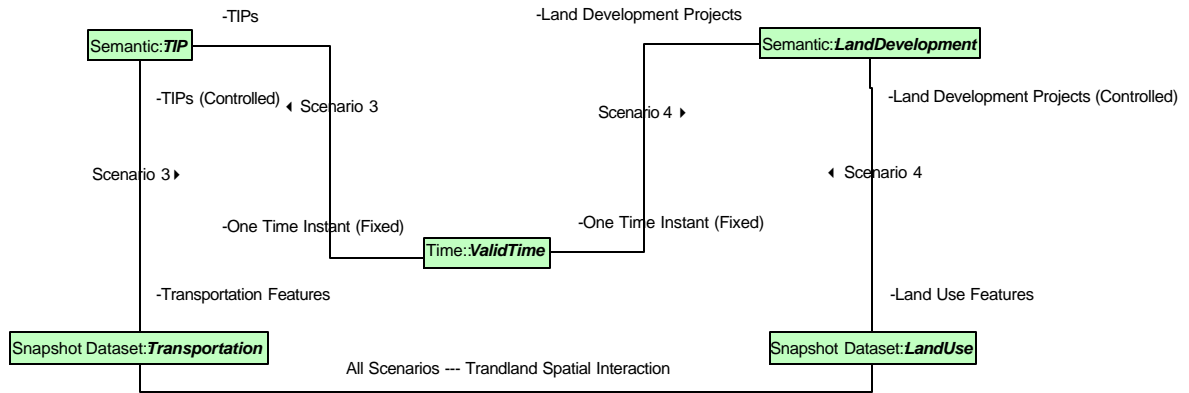 -TIPs
-Land Development Projects
Semantic::TIP
Semantic::LandDevelopment
-TIPs (Controlled)
Scenario 3
Scenario 4
-Land Development Projects (Controlled)
Scenario 3
Scenario 4
-One Time Instant (Fixed)
-One Time Instant (Fixed)
Time::ValidTime
-Transportation Features
-Land Use Features
Snapshot Dataset::Transportation
Snapshot Dataset::LandUse
All Scenarios --- Trandland Spatial Interaction